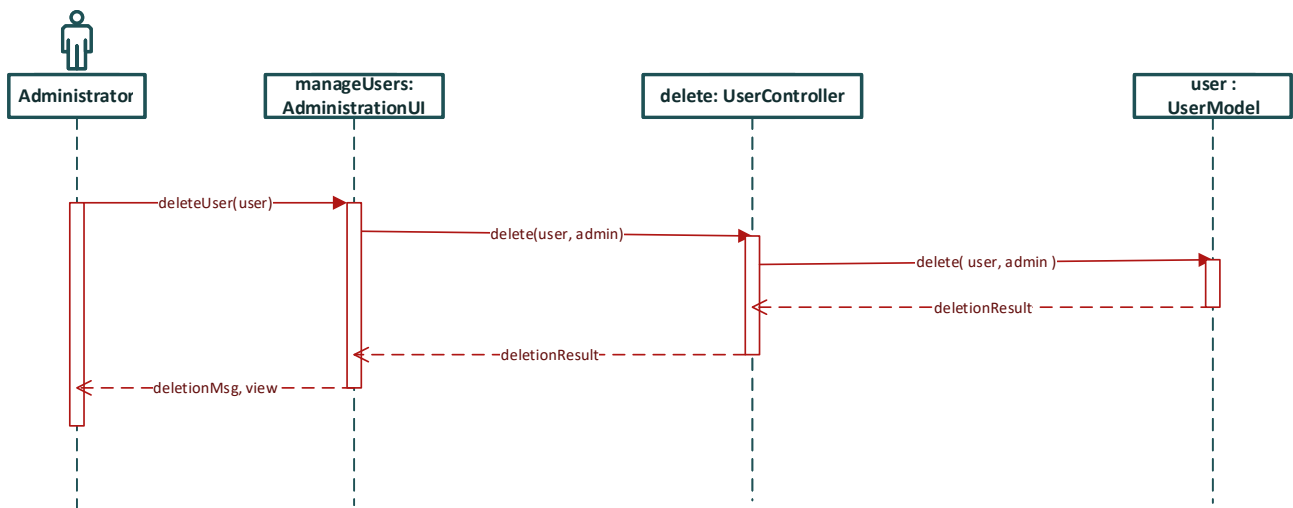 Administrator
manageUsers:
AdministrationUI
delete: UserController
user :
UserModel
deleteUser(user)
delete(user, admin)
delete( user, admin )
deletionResult
deletionResult
deletionMsg, view